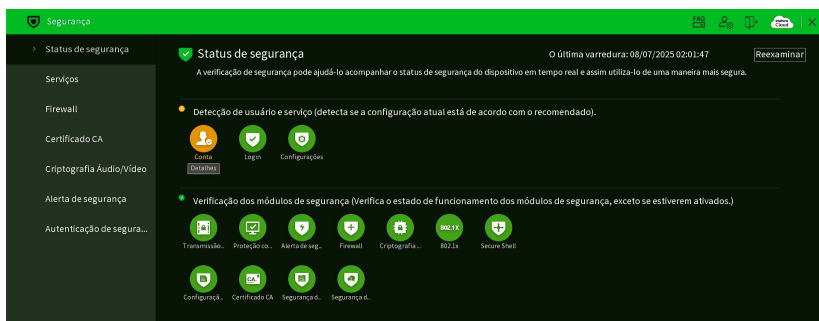 Segurança
FAQ
Cloud
Status de segurança
Serviços
Firewall
Certificado CA
Criptografia Áudio/Vídeo
Alerta de segurança
Autenticação de segura...
Status de segurança
O última varredura: 08/07/2025 02:01:47
Reexaminar
A verificação de segurança pode ajudá-lo acompanhar o status de segurança do dispositivo em tempo real e assim utiliza-lo de uma maneira mais segura.
Detecção de usuário e serviço (detecta se a configuração atual está de acordo com o recomendado).
Conta Login Configurações
Detalhes
Verificação dos módulos de segurança (Verifica o estado de funcionamento dos módulos de segurança, exceto se estiverem ativados.)
802.1X
Transmissão.. Proteção co... Alerta de seg... Firewall Criptografia... 802.1x Secure Shell
CA
Configuraçã.. Certificado CA Segurança d.. Segurança d..